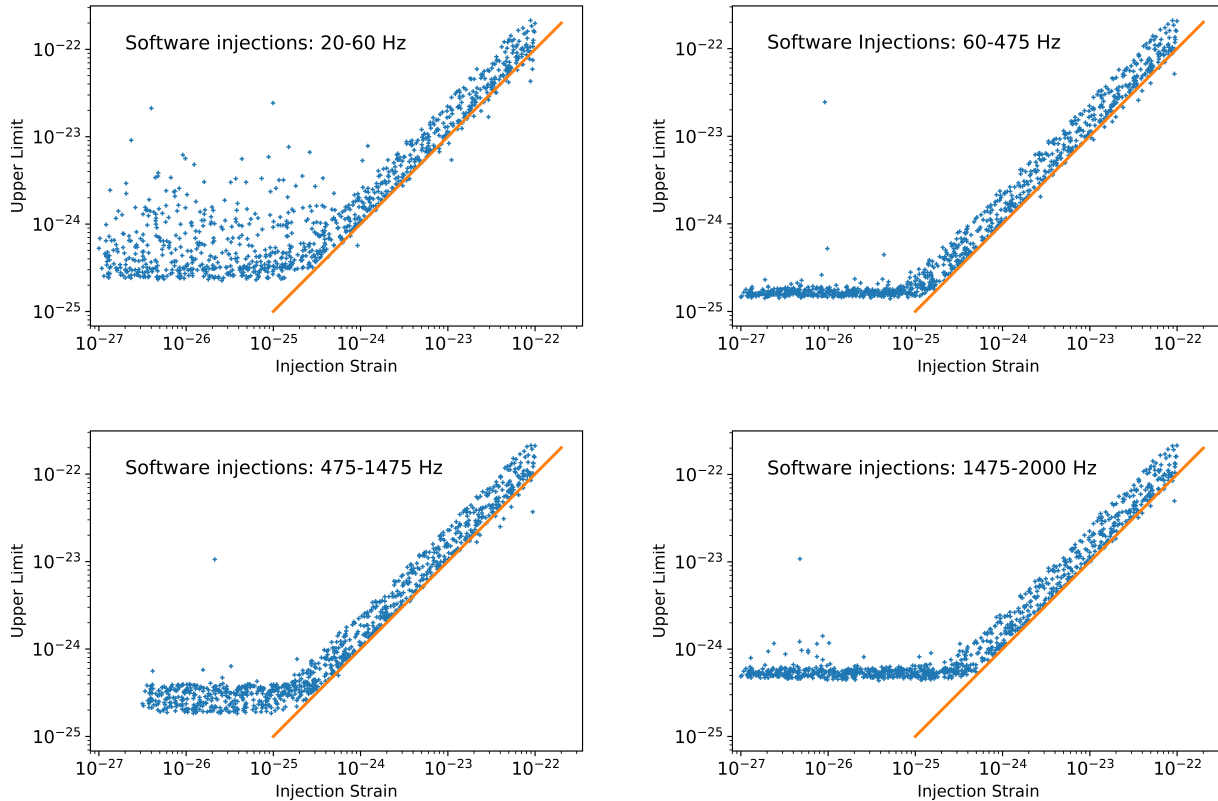 Software injections: 20-60 Hz
Upper Limit
10⁻²²
10⁻²³
10⁻²⁴
10⁻²⁵
10⁻²⁷ 10⁻²⁶ 10⁻²⁵ 10⁻²⁴ 10⁻²³ 10⁻²²
Injection Strain
Software Injections: 60-475 Hz
Upper Limit
10⁻²²
10⁻²³
10⁻²⁴
10⁻²⁵
10⁻²⁷ 10⁻²⁶ 10⁻²⁵ 10⁻²⁴ 10⁻²³ 10⁻²²
Injection Strain
Software injections: 475-1475 Hz
Upper Limit
10⁻²²
10⁻²³
10⁻²⁴
10⁻²⁵
10⁻²⁷ 10⁻²⁶ 10⁻²⁵ 10⁻²⁴ 10⁻²³ 10⁻²²
Injection Strain
Software injections: 1475-2000 Hz
Upper Limit
10⁻²²
10⁻²³
10⁻²⁴
10⁻²⁵
10⁻²⁷ 10⁻²⁶ 10⁻²⁵ 10⁻²⁴ 10⁻²³ 10⁻²²
Injection Strain